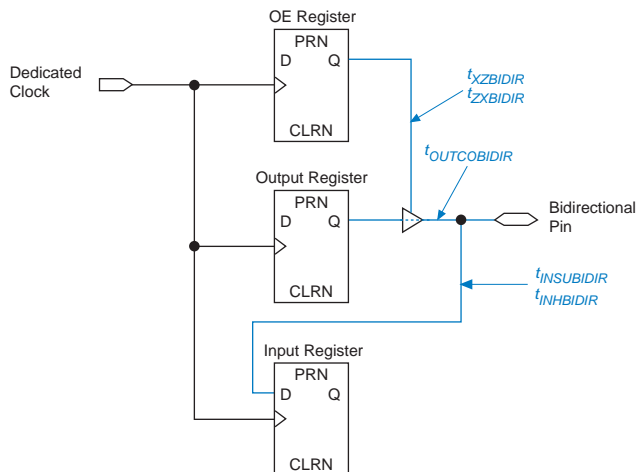 OE Register
PRN
D Q
CLRN
Dedicated
Clock
tXZBIDIR
tZXBIDIR
tOUTCOBIDIR
Output Register
PRN
D Q
CLRN
Bidirectional
Pin
tINSUBIDIR
tINHBIDIR
Input Register
PRN
D Q
CLRN